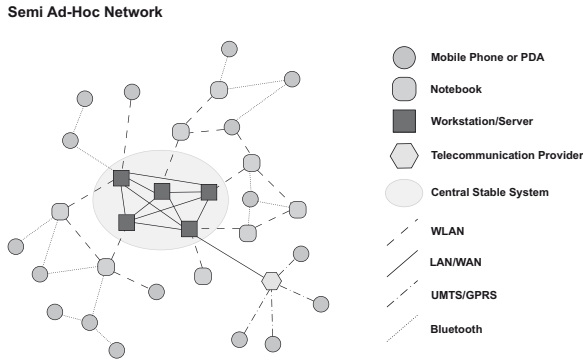 Semi Ad-Hoc Network
Mobile Phone or PDA
Notebook
Workstation/Server
Telecommunication Provider
Central Stable System
WLAN
LAN/WAN
UMTS/GPRS
Bluetooth